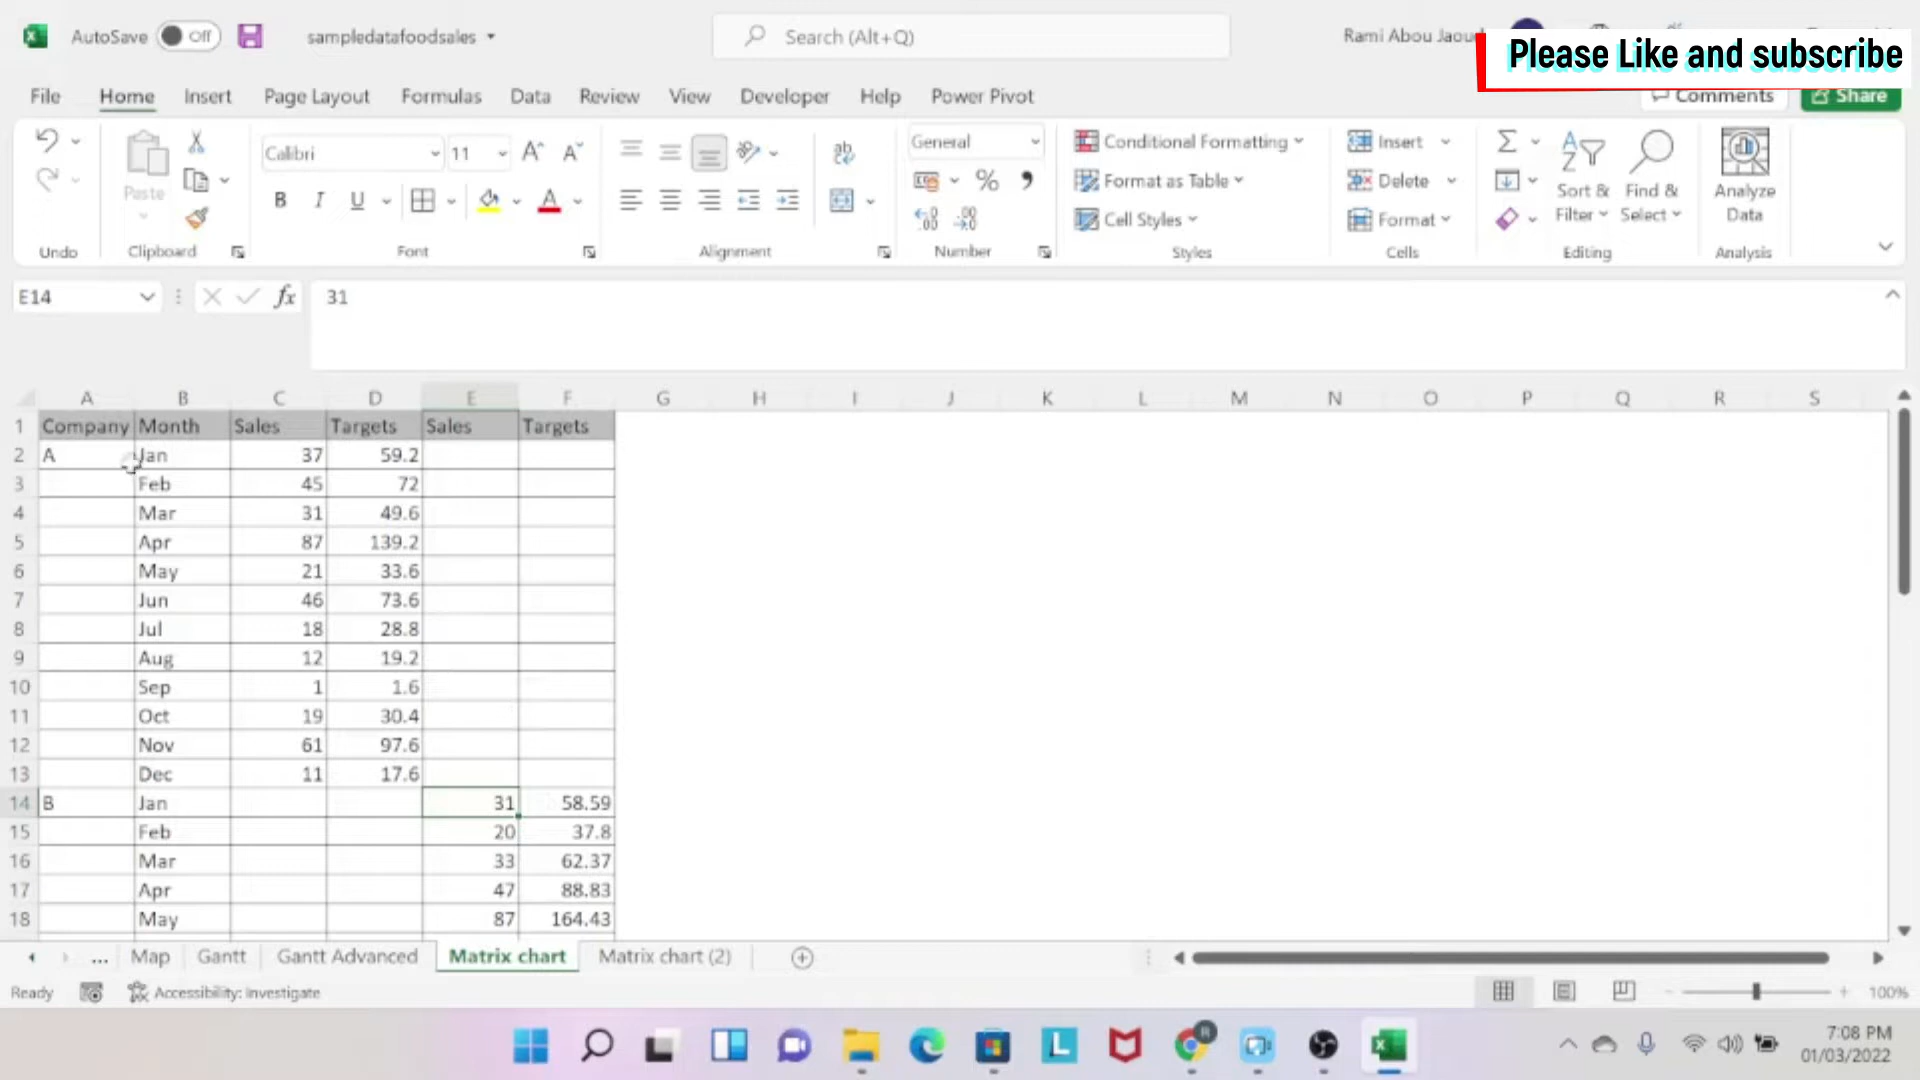 AutoSave Off sampledatafoodsales Search (Alt+Q) Rami Abou Jaoud
Please Like and subscribe
File Home Insert Page Layout Formulas Data Review View Developer Help Power Pivot Comments Share
Calibri 11 General Conditional Formatting Insert
Paste Format as Table Delete Sort & Find & Analyze
B I U Cell Styles Format Filter Select Data
Undo Clipboard Font Alignment Number Styles Cells Editing Analysis
E14 fx 31
A B C D E F G H I J K L M N O P Q R S
1 Company Month Sales Targets Sales Targets
2 A Jan 37 59.2
3 Feb 45 72
4 Mar 31 49.6
5 Apr 87 139.2
6 May 21 33.6
7 Jun 46 73.6
8 Jul 18 28.8
9 Aug 12 19.2
10 Sep 1 1.6
11 Oct 19 30.4
12 Nov 61 97.6
13 Dec 11 17.6
14 B Jan 31 58.59
15 Feb 20 37.8
16 Mar 33 62.37
17 Apr 47 88.83
18 May 87 164.43
... Map Gantt Gantt Advanced Matrix chart Matrix chart (2)
Ready Accessibility: Investigate 100%
7:08 PM
01/03/2022